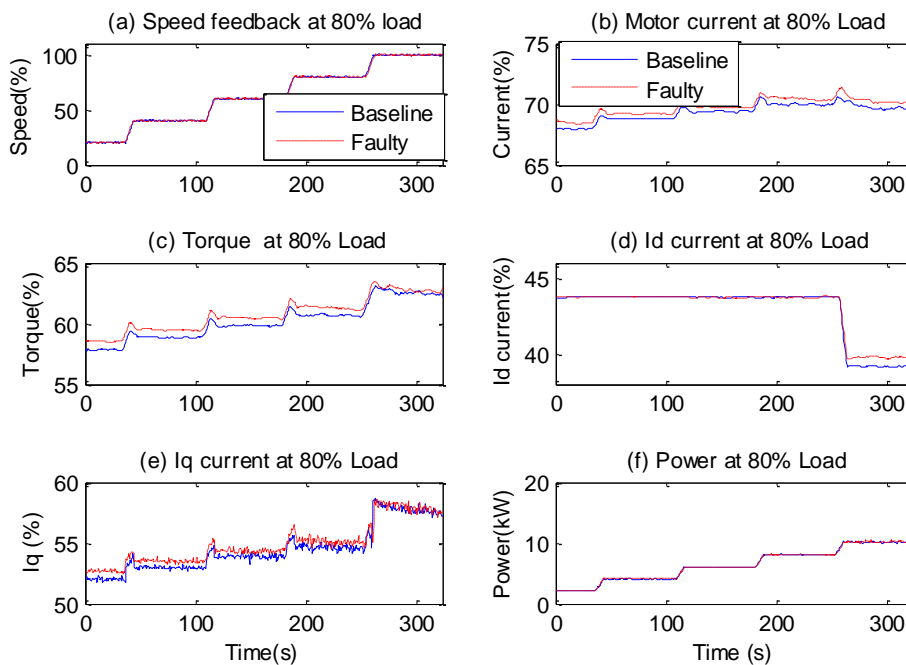 (a) Speed feedback at 80% load
Speed(%)
100
50
0
0 100 200 300
Baseline
Faulty
(b) Motor current at 80% Load
Current(%)
75
70
65
0 100 200 300
Baseline
Faulty
(c) Torque at 80% Load
Torque(%)
65
60
55
0 100 200 300
(d) Id current at 80% Load
Id current(%)
45
40
0 100 200 300
(e) Iq current at 80% Load
Iq (%)
60
55
50
0 100 200 300
Time(s)
(f) Power at 80% Load
Power(kW)
20
10
0
0 100 200 300
Time (s)